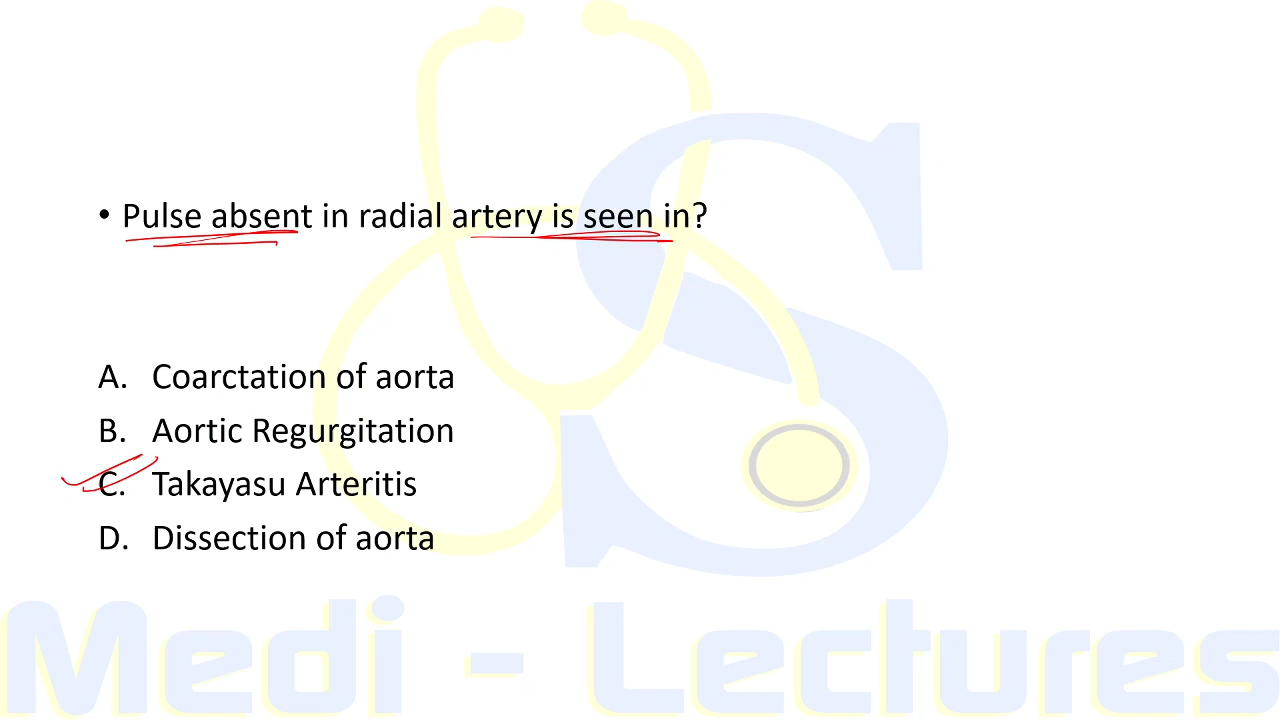 • Pulse absent in radial artery is seen in?
A. Coarctation of aorta
B. Aortic Regurgitation
C. Takayasu Arteritis
D. Dissection of aorta
S
Medi - Lectures